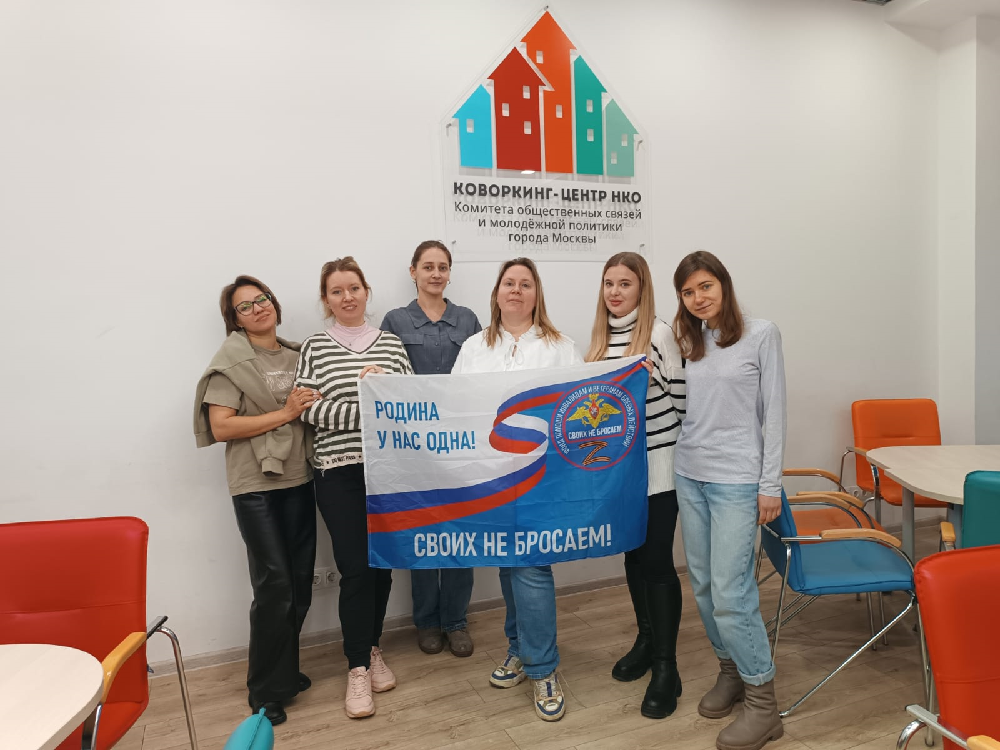 КОВОРКИНГ-ЦЕНТР НКО
Комитета общественных связей
и молодёжной политики
города Москвы
РОДИНА
У НАС ОДНА!
ФОНД ПОМОЩИ ИНВАЛИДАМ И ВЕТЕРАНАМ БОЕВЫХ ДЕЙСТВИЙ
СВОИХ НЕ БРОСАЕМ
Z
СВОИХ НЕ БРОСАЕМ!
DO NOT PASS